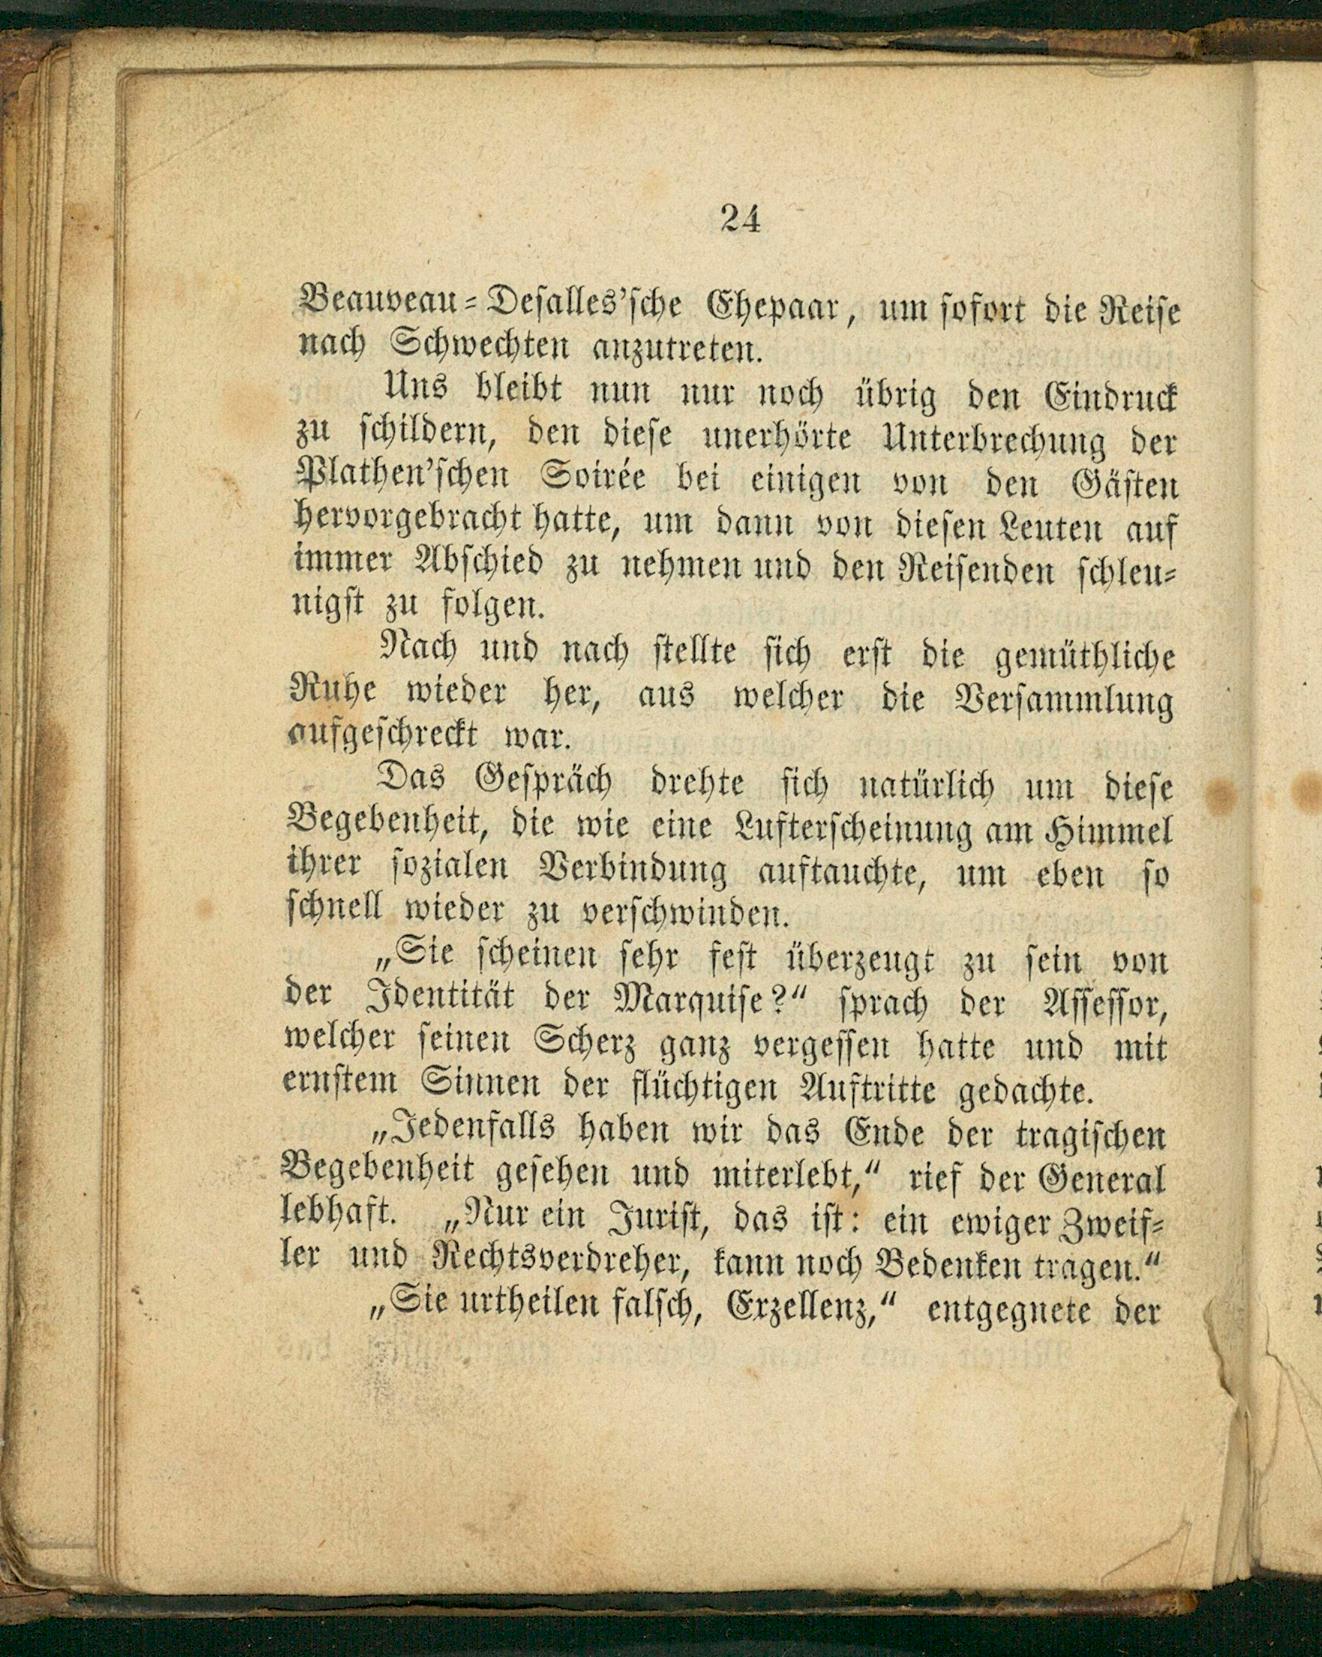 24
Beauveau-Desalles'sche Ehepaar, um sofort die Reise
nach Schwechten anzutreten.
Uns bleibt nun nur noch übrig den Eindruck
zu schildern, den diese unerhörte Unterbrechung der
Plathen'schen Soirée bei einigen von den Gästen
hervorgebracht hatte, um dann von diesen Leuten auf
immer Abschied zu nehmen und den Reisenden schleu-
nigst zu folgen.
Nach und nach stellte sich erst die gemüthliche
Ruhe wieder her, aus welcher die Versammlung
aufgeschreckt war.
Das Gespräch drehte sich natürlich um diese
Begebenheit, die wie eine Lufterscheinung am Himmel
ihrer sozialen Verbindung auftauchte, um eben so
schnell wieder zu verschwinden.
„Sie scheinen sehr fest überzeugt zu sein von
der Identität der Marquise?“ sprach der Assessor,
welcher seinen Scherz ganz vergessen hatte und mit
ernstem Sinnen der flüchtigen Auftritte gedachte.
„Jedenfalls haben wir das Ende der tragischen
Begebenheit gesehen und miterlebt,“ rief der General
lebhaft. „Nur ein Jurist, das ist: ein ewiger Zweif-
ler und Rechtsverdreher, kann noch Bedenken tragen.“
„Sie urtheilen falsch, Erzellenz,“ entgegnete der